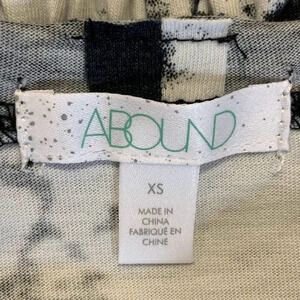 ABOUND
XS
MADE IN
CHINA
FABRIQUÉ EN
CHINE